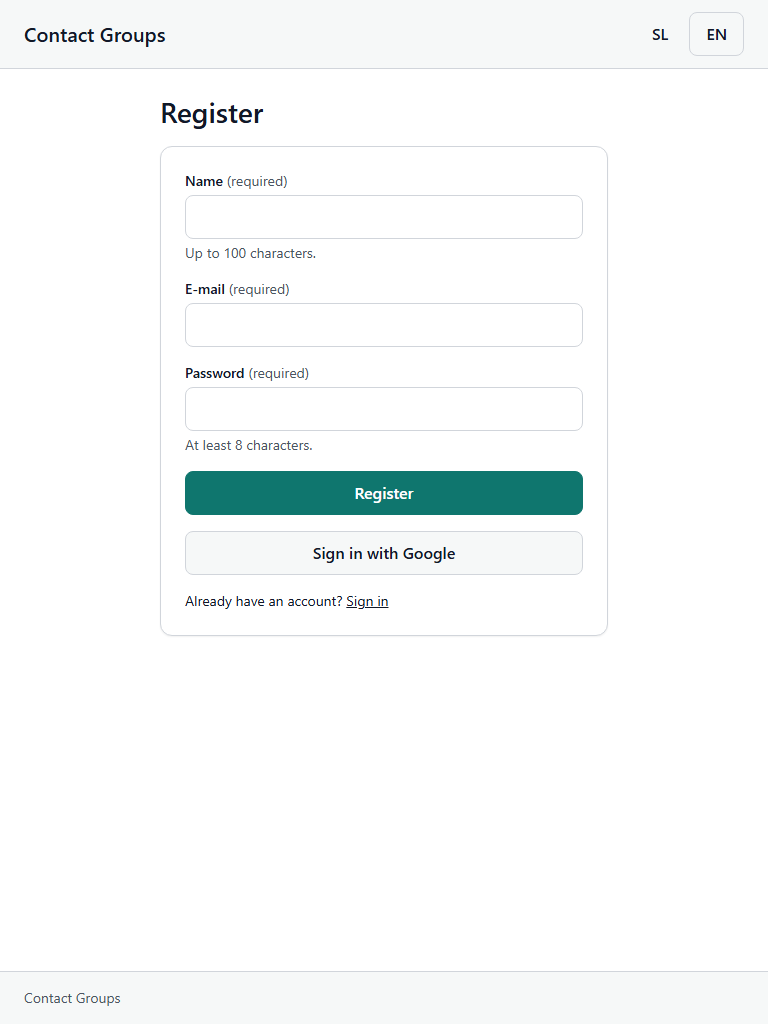 Contact Groups
SL
EN
Register
Name (required)
Up to 100 characters.
E-mail (required)
Password (required)
At least 8 characters.
Register
Sign in with Google
Already have an account? Sign in
Contact Groups